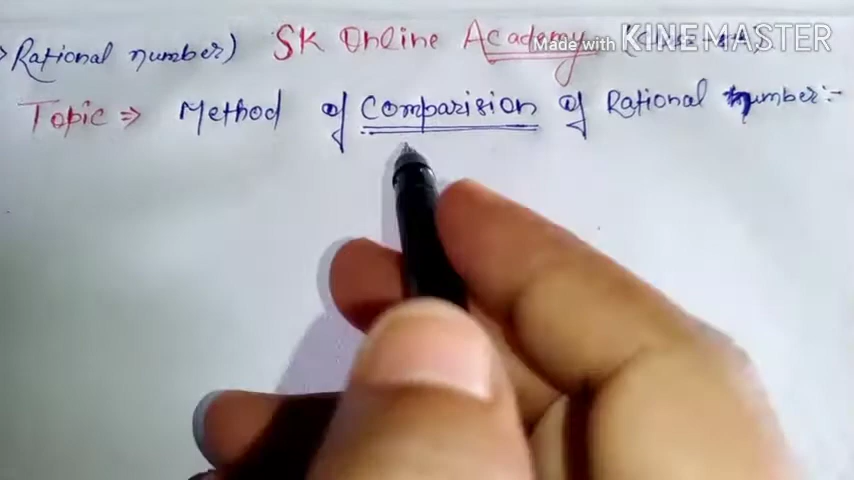 Rational number) SK Online Academy
Made with KINEMASTER
Topic ⇒ Method of Comparision of Rational number:-